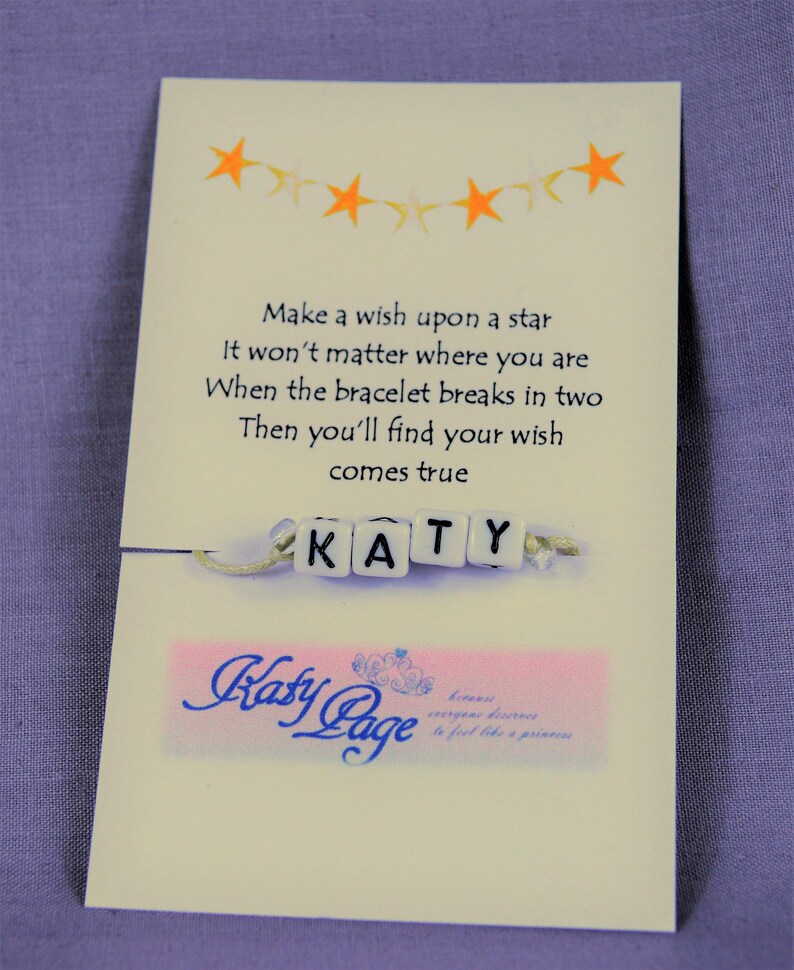 Make a wish upon a star
It won't matter where you are
When the bracelet breaks in two
Then you'll find your wish
comes true
KATY
Katy Page
because
everyone deserves
to feel like a princess